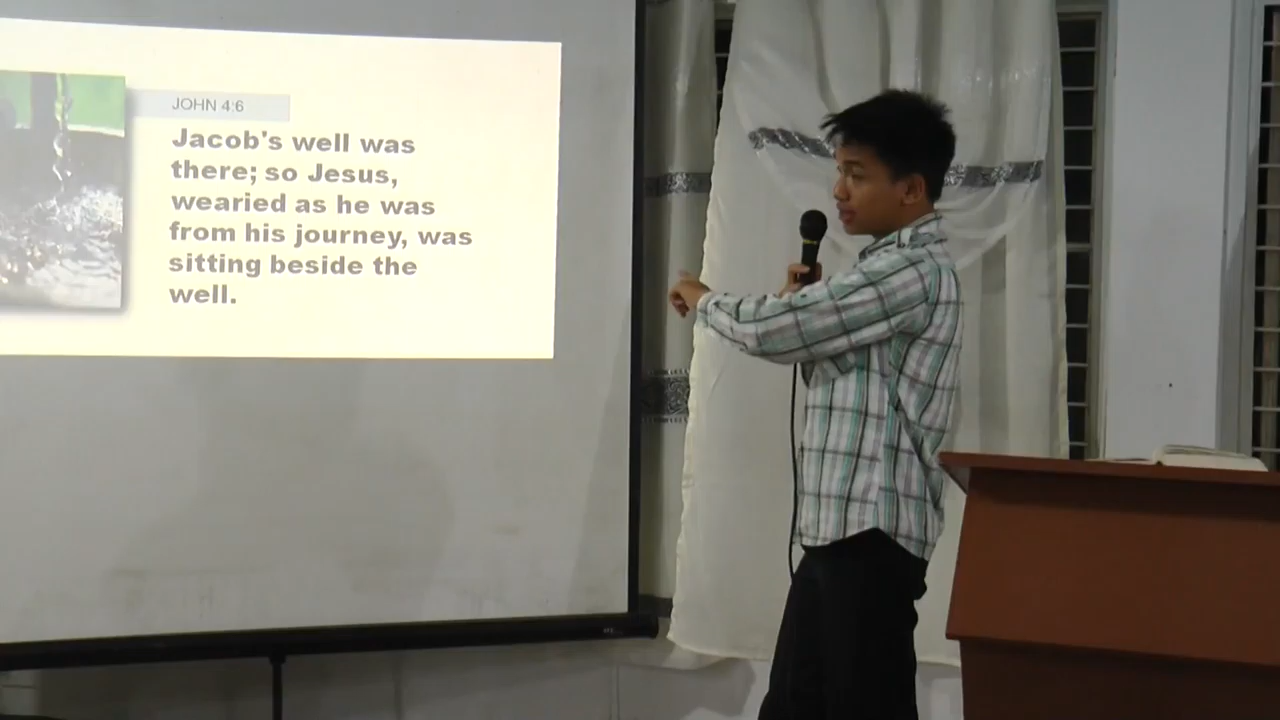 JOHN 4:6
Jacob's well was
there; so Jesus,
wearied as he was
from his journey, was
sitting beside the
well.